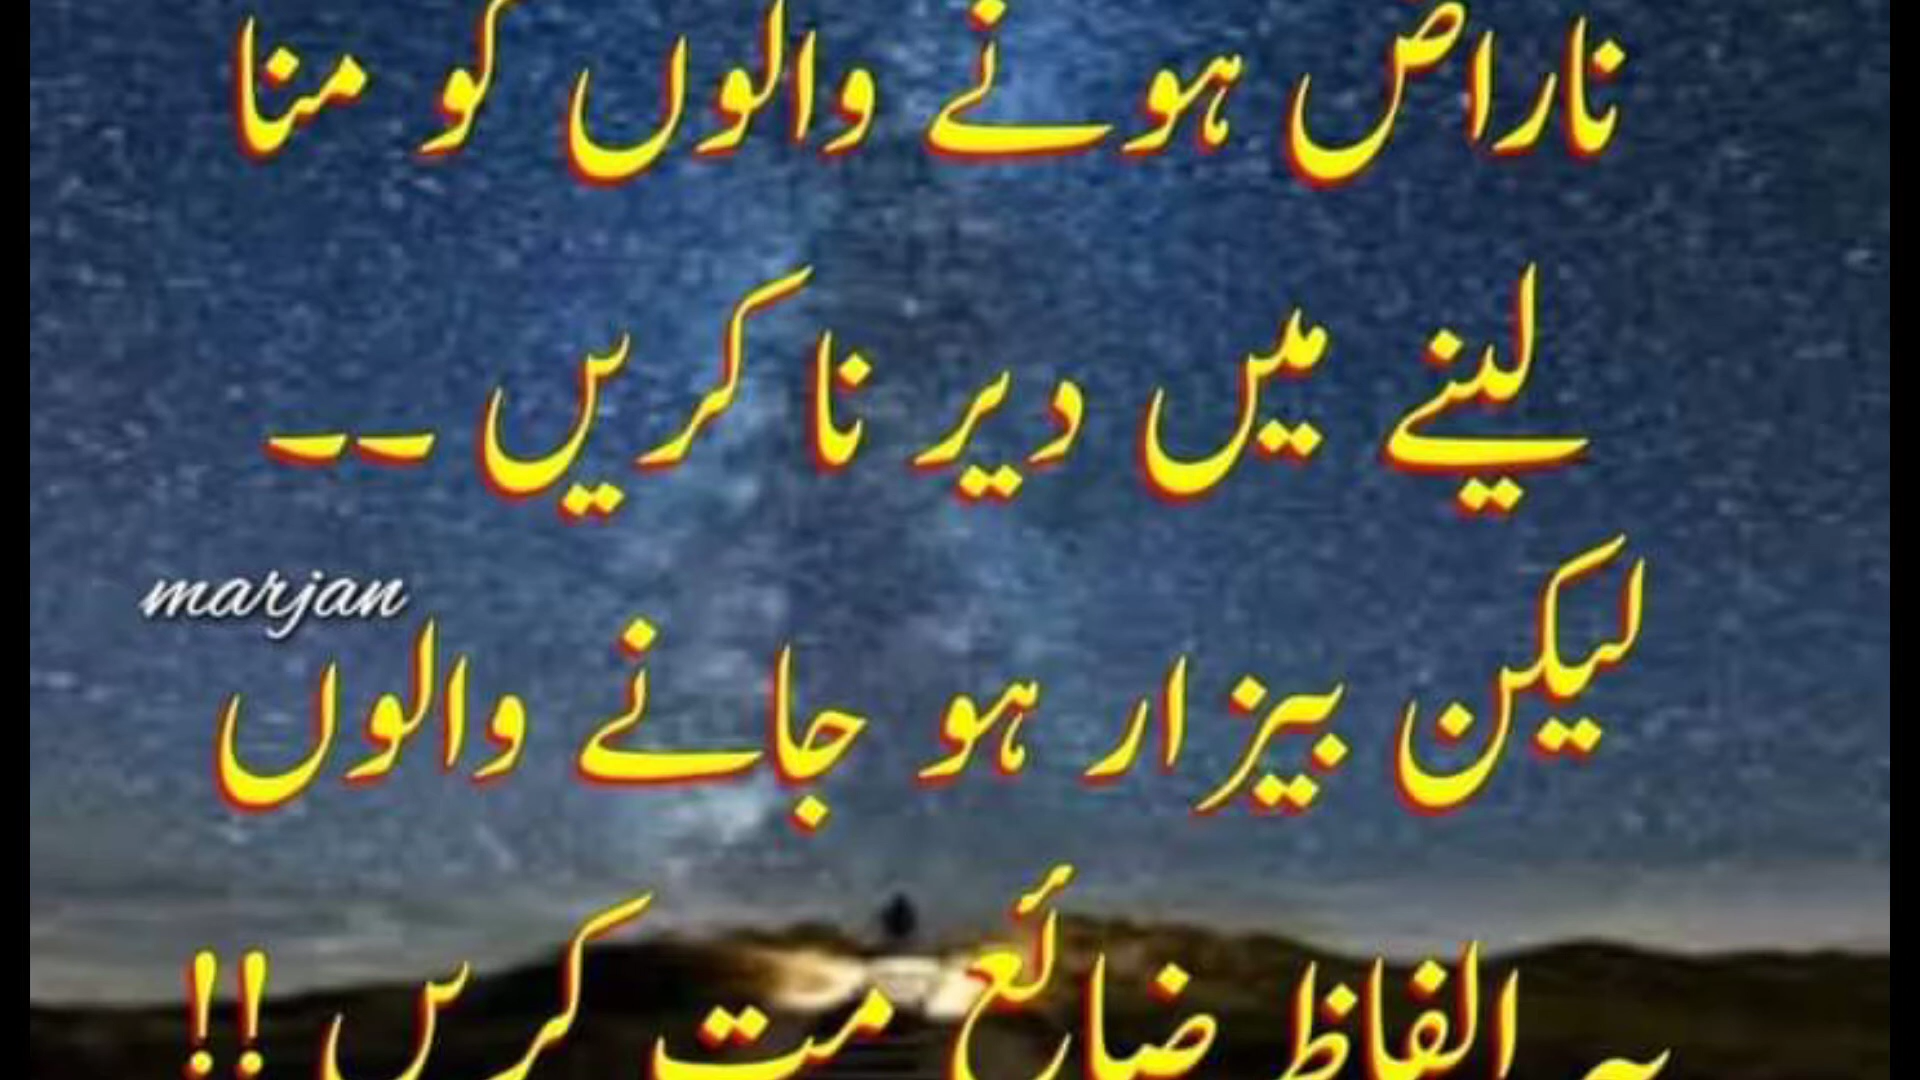 ناراض ہونے والوں کو منا
لینے میں دیر نا کریں ۔۔
marjan
لیکن بیزار ہو جانے والوں
پہ الفاظ ضائع مت کریں !!